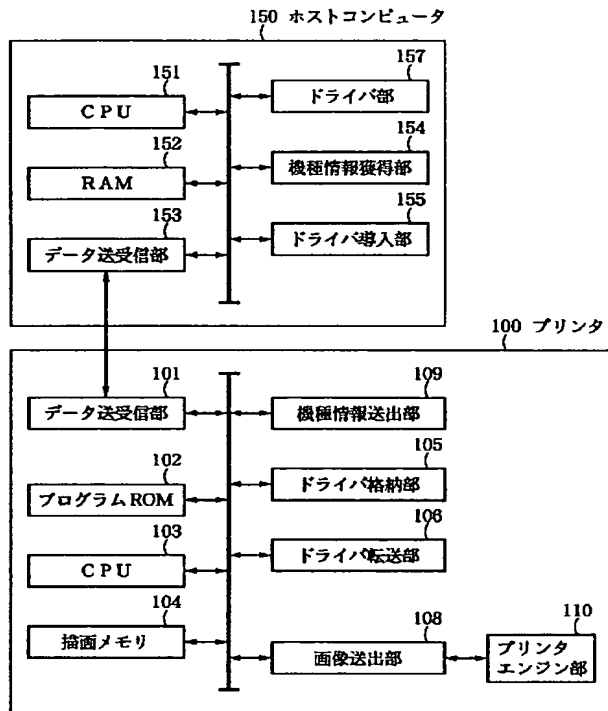 150 ホストコンピュータ
151
CPU
157
ドライバ部
152
RAM
154
機種情報獲得部
153
データ送受信部
155
ドライバ導入部
100 プリンタ
101
データ送受信部
109
機種情報送出部
102
プログラムROM
105
ドライバ格納部
103
CPU
106
ドライバ転送部
104
描画メモリ
108
画像送出部
110
プリンタ
エンジン部